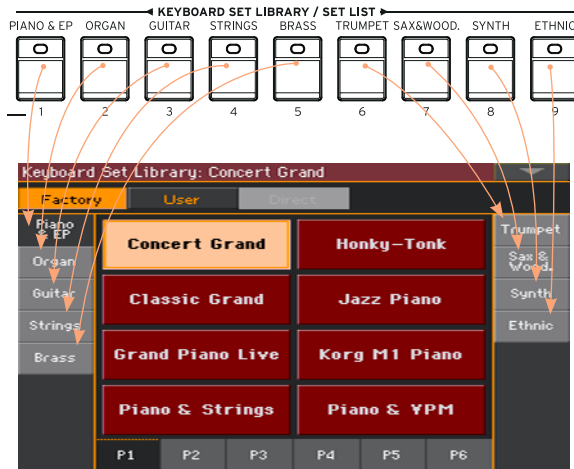 KEYBOARD SET LIBRARY / SET LIST
PIANO & EP ORGAN GUITAR STRINGS BRASS TRUMPET SAX&WOOD. SYNTH ETHNIC
1 2 3 4 5 6 7 8 9
Keyboard Set Library: Concert Grand
Factory User Direct
Piano & EP
Organ
Guitar
Strings
Brass
Concert Grand Honky-Tonk
Classic Grand Jazz Piano
Grand Piano Live Korg M1 Piano
Piano & Strings Piano & YPM
Trumpet
Sax & Wood.
Synth
Ethnic
P1 P2 P3 P4 P5 P6